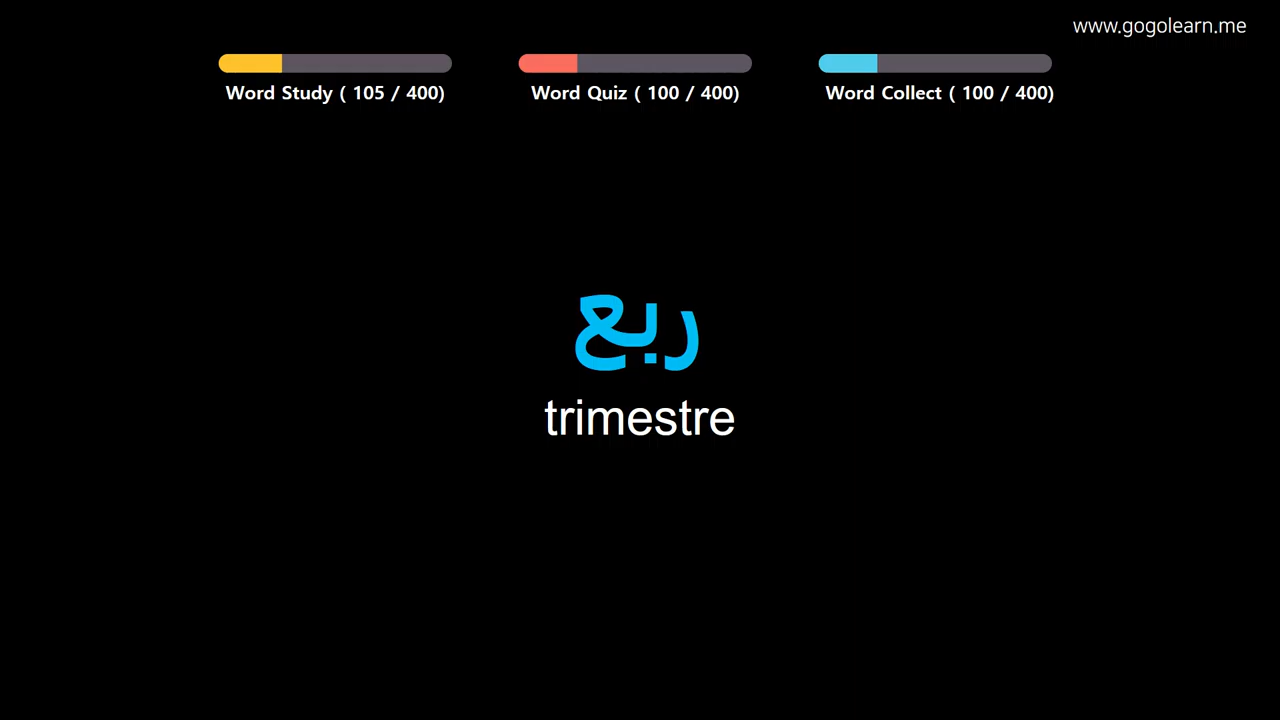 www.gogolearn.me
Word Study ( 105 / 400)
Word Quiz ( 100 / 400)
Word Collect ( 100 / 400)
ربع
trimestre